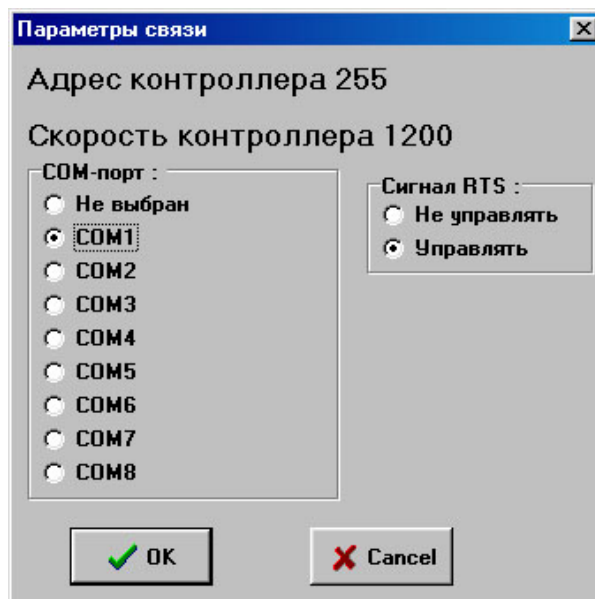 Параметры связи
Адрес контроллера 255
Скорость контроллера 1200
COM-порт :
Не выбран
COM1
COM2
COM3
COM4
COM5
COM6
COM7
COM8
Сигнал RTS :
Не управлять
Управлять
OK
Cancel